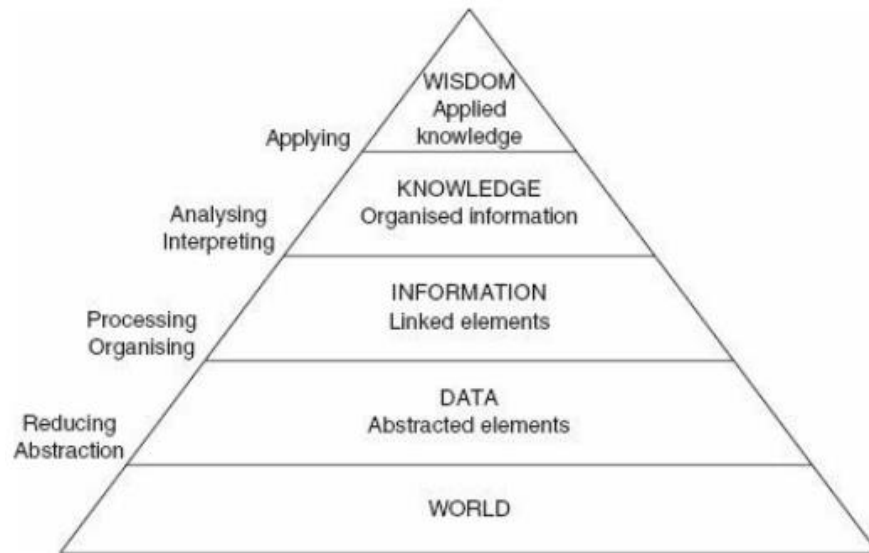 WISDOM
Applied
knowledge
Applying
KNOWLEDGE
Organised information
Analysing
Interpreting
INFORMATION
Linked elements
Processing
Organising
DATA
Abstracted elements
Reducing
Abstraction
WORLD